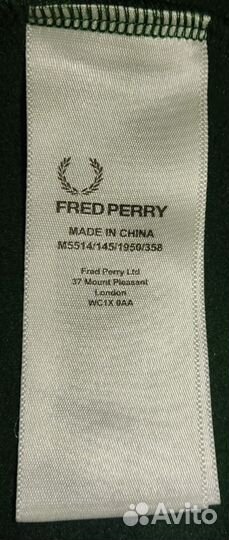 FRED PERRY
MADE IN CHINA
M5514/145/1950/358
Fred Perry Ltd
37 Mount Pleasant
London
WC1X 0AA
Avito